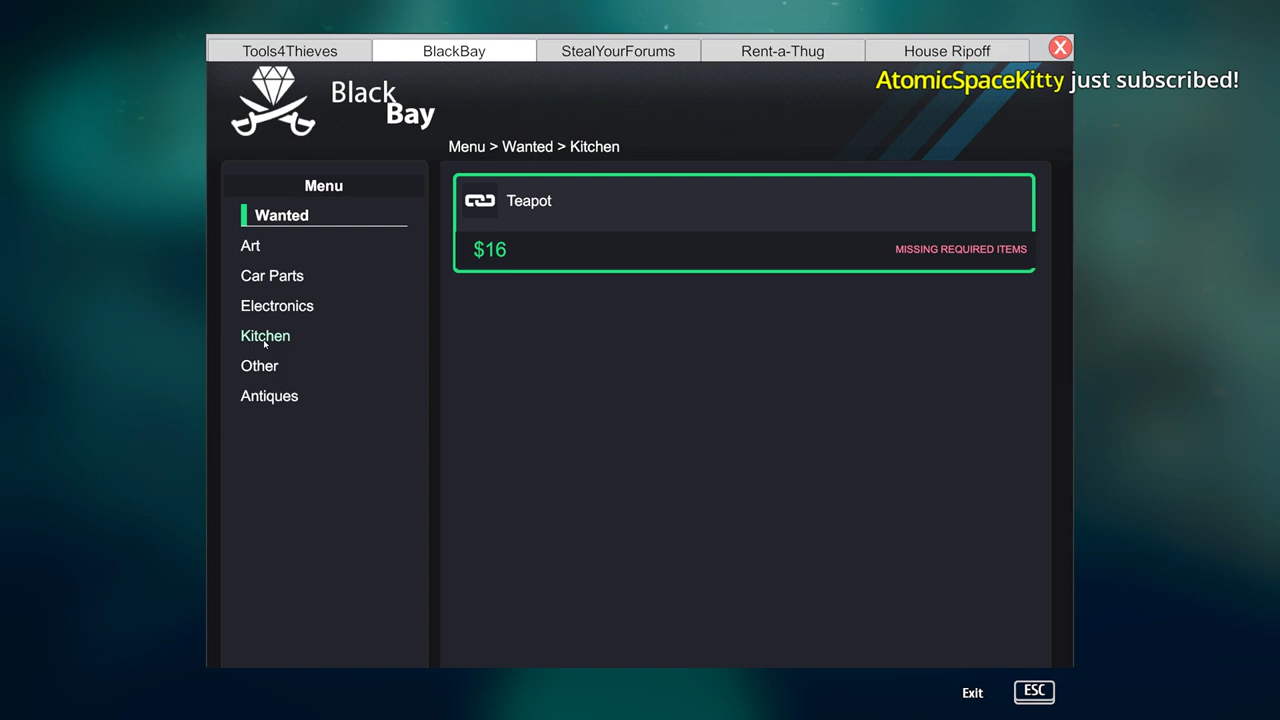 Tools4Thieves
BlackBay
StealYourForums
Rent-a-Thug
House Ripoff
X
AtomicSpaceKitty just subscribed!
Black
Bay
Menu > Wanted > Kitchen
Menu
Wanted
Art
Car Parts
Electronics
Kitchen
Other
Antiques
Teapot
$16
MISSING REQUIRED ITEMS
Exit
ESC